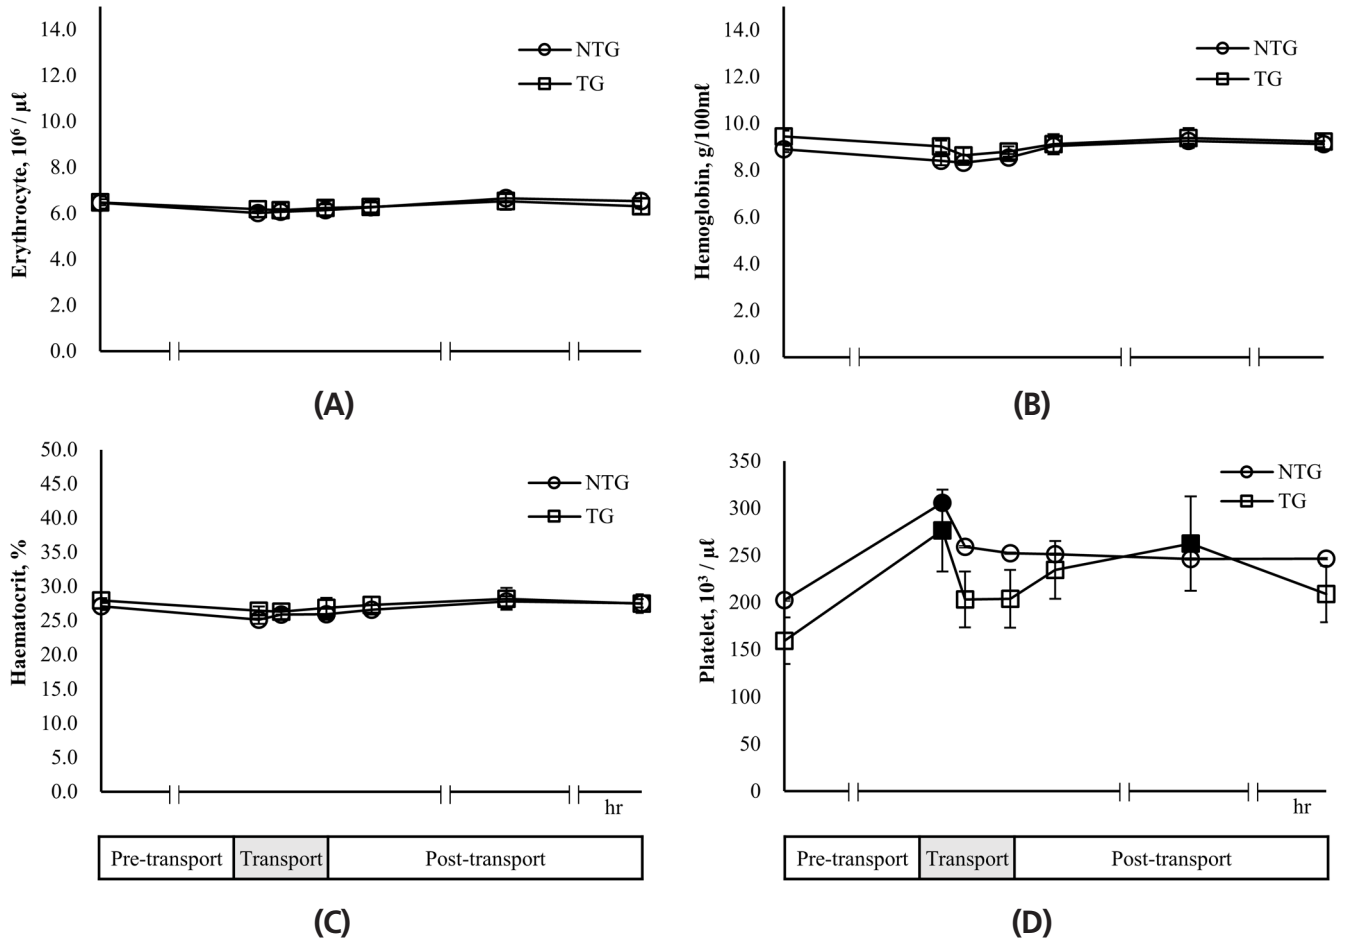 14.0
12.0
10.0
8.0
6.0
4.0
2.0
0.0
Erythrocyte, 10⁶ / µℓ
NTG
TG
(A)
14.0
12.0
10.0
8.0
6.0
4.0
2.0
0.0
Hemoglobin, g/100mℓ
NTG
TG
(B)
50.0
45.0
40.0
35.0
30.0
25.0
20.0
15.0
10.0
5.0
0.0
Haematocrit, %
NTG
TG
hr
Pre-transport Transport Post-transport
(C)
350
300
250
200
150
100
50
0
Platelet, 10³ / µℓ
NTG
TG
hr
Pre-transport Transport Post-transport
(D)